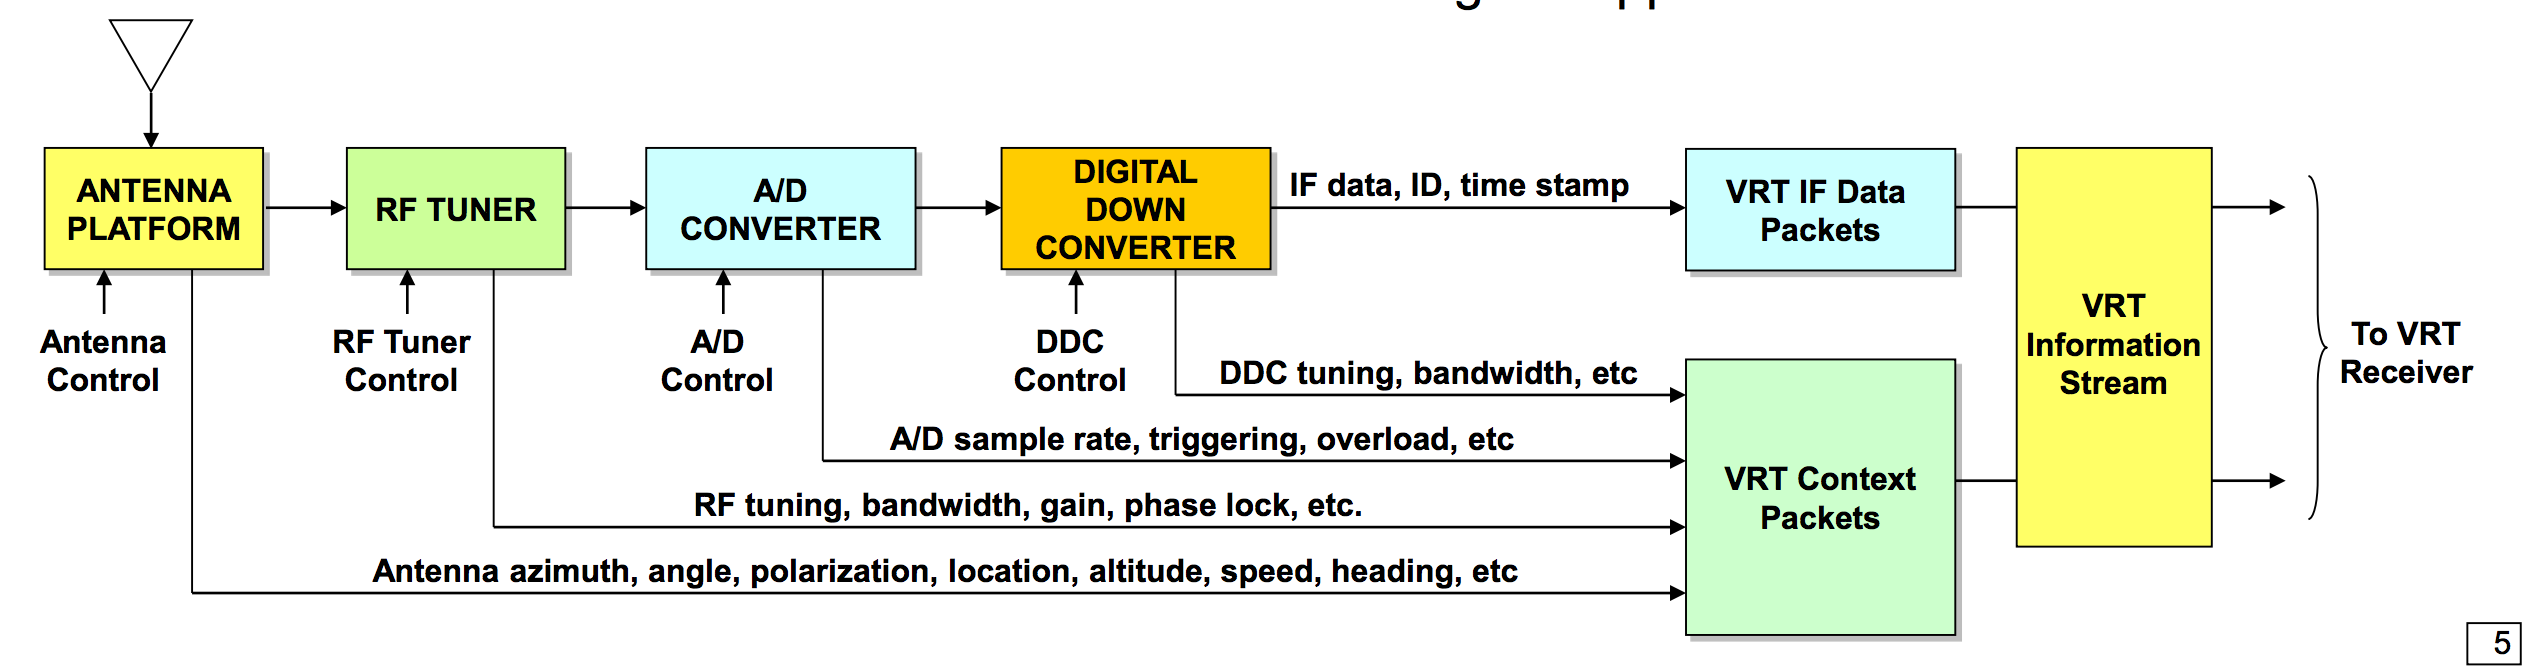 ANTENNA
PLATFORM
RF TUNER
A/D
CONVERTER
DIGITAL
DOWN
CONVERTER
IF data, ID, time stamp
VRT IF Data
Packets
VRT
Information
Stream
To VRT
Receiver
Antenna
Control
RF Tuner
Control
A/D
Control
DDC
Control
DDC tuning, bandwidth, etc
A/D sample rate, triggering, overload, etc
RF tuning, bandwidth, gain, phase lock, etc.
Antenna azimuth, angle, polarization, location, altitude, speed, heading, etc
VRT Context
Packets
5